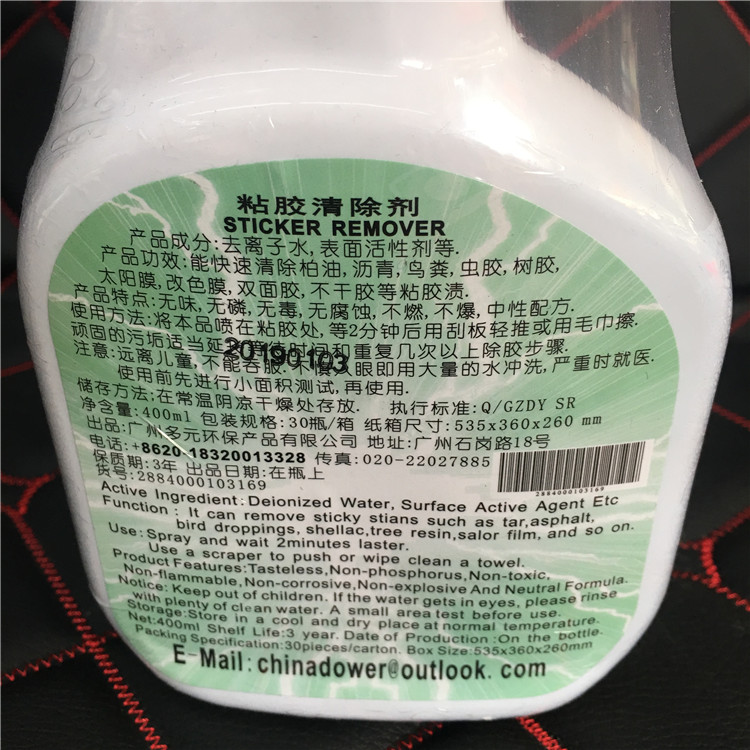 粘胶清除剂
STICKER REMOVER
产品成分:去离子水,表面活性剂等.
产品功效:能快速清除柏油,沥青,鸟粪,虫胶,树胶,
太阳膜,改色膜,双面胶,不干胶等粘胶渍.
产品特点:无味,无磷,无毒,无腐蚀,不燃,不爆,中性配方.
使用方法:将本品喷在粘胶处,等2分钟后用刮板轻推或用毛巾擦.
顽固的污垢适当延 待时间和重复几次以上除胶步骤.
20190103
注意:远离儿童,不能吞服. 眼即用大量的水冲洗,严重时就医.
使用前先进行小面积测试,再使用.
储存方法:在常温阴凉干燥处存放. 执行标准:Q/GZDY SR
净含量:400ml 包装规格:30瓶/箱 纸箱尺寸:535x360x260 mm
出品:广州多元环保产品有限公司 地址:广州石岗路18号
电话:+8620-18320013328 传真:020-22027885
保质期:3年 出品日期:在瓶上
货号:2884000103169
2884000103169
Active Ingredient:Deionized Water, Surface Active Agent Etc
Function : It can remove sticky stians such as tar,asphalt,
bird droppings, shellac,tree resin,salor film, and so on.
Use: Spray and wait 2minutes laster.
Use a scraper to push or wipe clean a towel.
Product Features:Tasteless,Non-phosphorus,Non-toxic,
Non-flammable,Non-corrosive,Non-explosive And Neutral Formula.
Notice: Keep out of children. If the water gets in eyes, please rinse
with plenty of clean water. A small area test before use.
Storage:Store in a cool and dry place at normal temperature.
Net:400ml Shelf Life:3 year. Date of Production :On the bottle.
Packing Specification:30pieces/carton. Box Size:535x360x260mm
E-Mail:chinadower@outlook.com